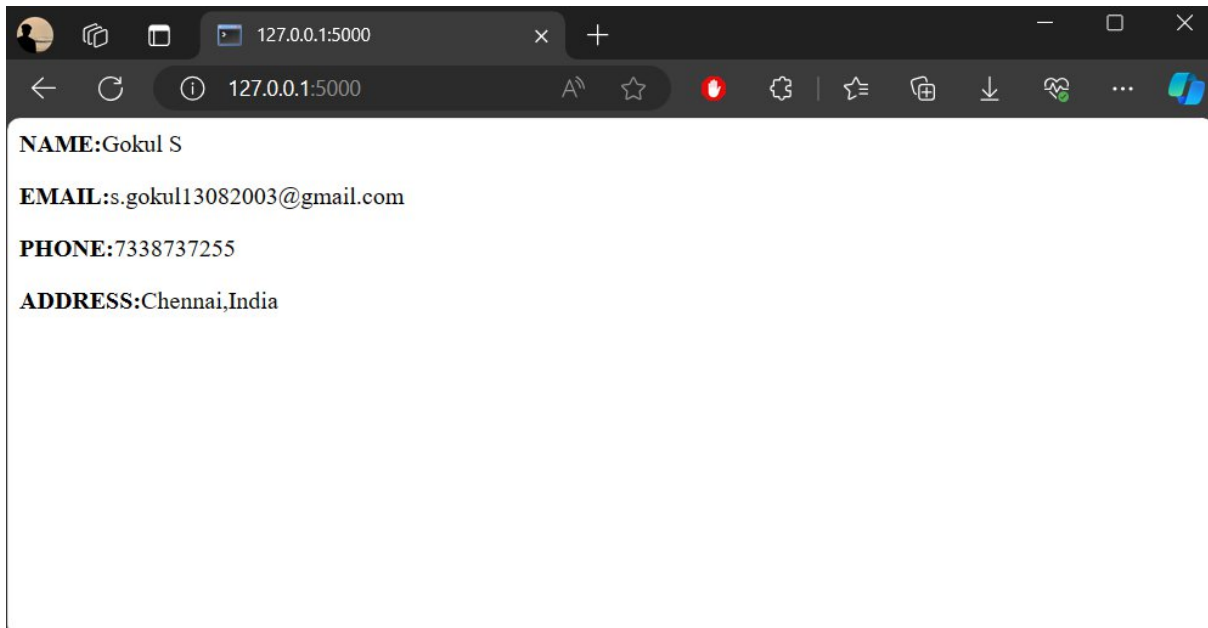 127.0.0.1:5000
127.0.0.1:5000
NAME:Gokul S
EMAIL:s.gokul13082003@gmail.com
PHONE:7338737255
ADDRESS:Chennai,India